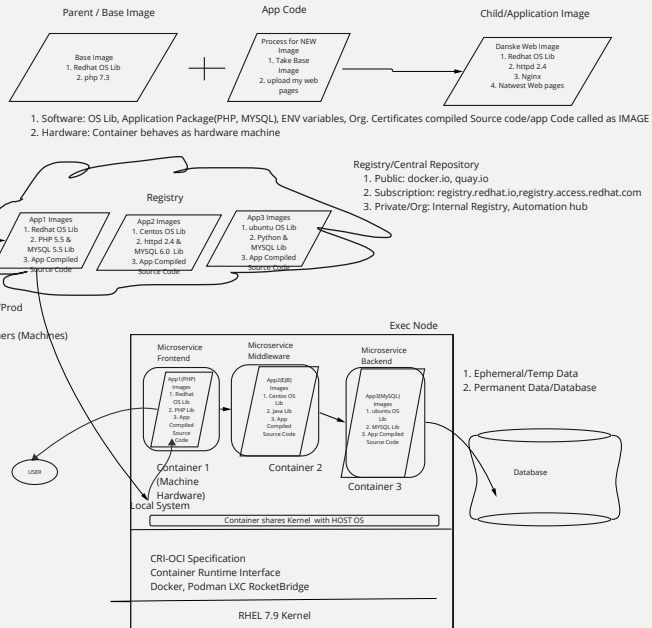 Parent / Base Image
App Code
Child/Application Image
Base Image
1. Redhat OS Lib
2. php 7.3
Process for NEW
Image
1. Take Base
Image
2. upload my web
pages
Danske Web Image
1. Redhat OS Lib
2. httpd 2.4
3. Nginx
4. Natwest Web pages
1. Software: OS Lib, Application Package(PHP, MYSQL), ENV variables, Org. Certificates compiled Source code/app Code called as IMAGE
2. Hardware: Container behaves as hardware machine
Registry/Central Repository
1. Public: docker.io, quay.io
2. Subscription: registry.redhat.io,registry.access.redhat.com
3. Private/Org: Internal Registry, Automation hub
Registry
App1 Images
1. Redhat OS Lib
2. PHP 5.5 &
MYSQL 5.5 Lib
3. App Compiled
Source Code
App2 Images
1. Centos OS Lib
2. httpd 2.4 &
MYSQL 6.0 Lib
3. App Compiled
Source Code
App3 Images
1. ubuntu OS Lib
2. Python &
MYSQL Lib
3. App Compiled
Source Code
/Prod
ers (Machines)
Exec Node
Microservice
Frontend
Microservice
Middleware
Microservice
Backend
App1(PHP)
Images
1. Redhat
OS Lib
2. PHP Lib
3. App
Compiled
Source
Code
App2(EJB)
Images
1. Centos OS
Lib
2. Java Lib
3. App
Compiled
Source Code
App3(MySQL)
Images
1. ubuntu OS
Lib
2. MYSQL Lib
3. App Compiled
Source Code
1. Ephemeral/Temp Data
2. Permanent Data/Database
USER
Database
Container 1
(Machine
Hardware)
Container 2
Container 3
Local System
Container shares Kernel with HOST OS
CRI-OCI Specification
Container Runtime Interface
Docker, Podman LXC RocketBridge
RHEL 7.9 Kernel